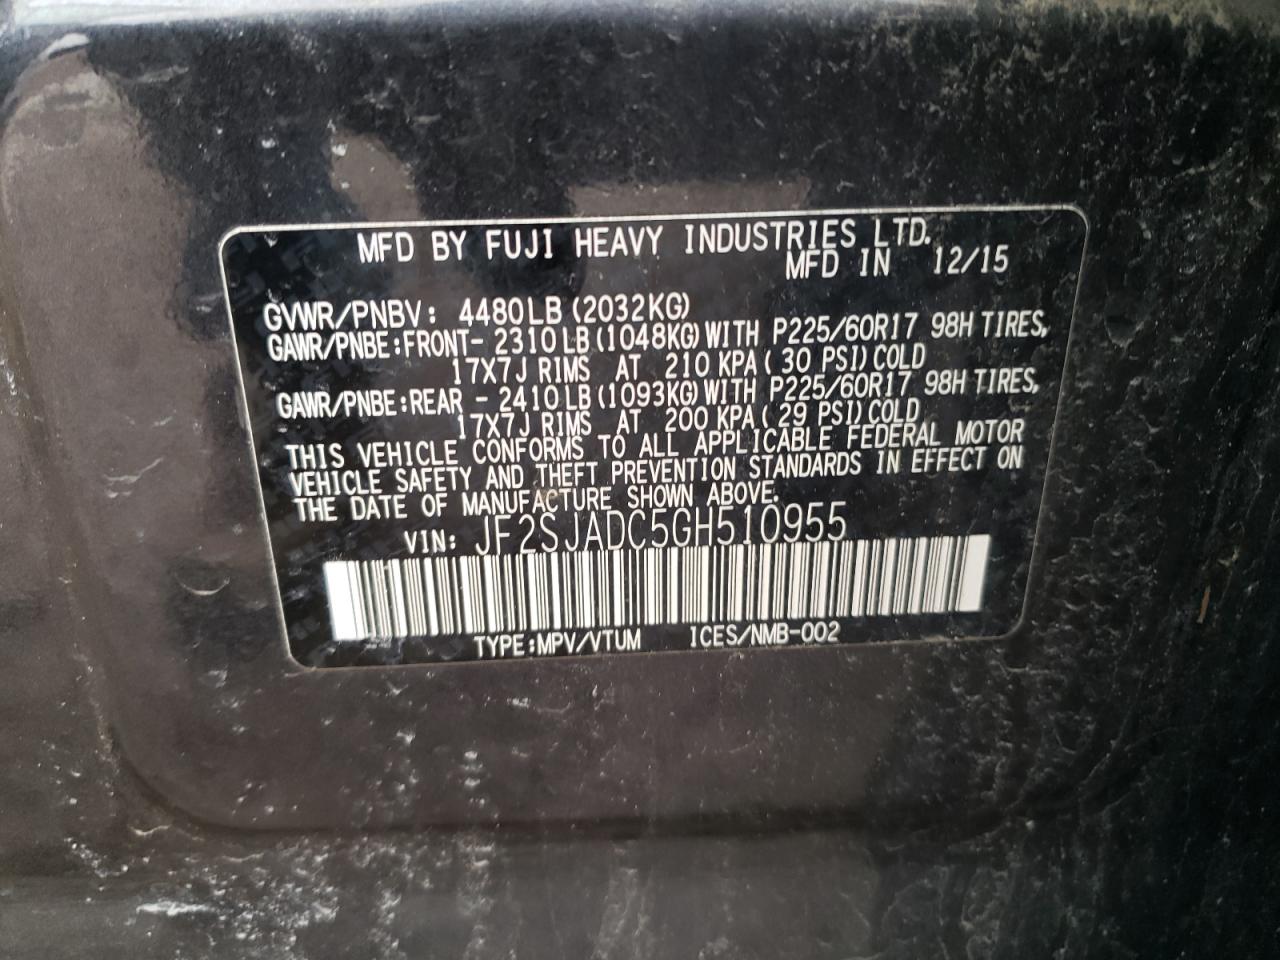 MFD BY FUJI HEAVY INDUSTRIES LTD.
MFD IN 12/15
GVWR/PNBV: 4480LB (2032KG)
GAWR/PNBE:FRONT- 2310LB(1048KG)WITH P225/60R17 98H TIRES,
17X7J RIMS AT 210 KPA( 30 PSI)COLD
GAWR/PNBE:REAR - 2410LB(1093KG)WITH P225/60R17 98H TIRES,
17X7J RIMS AT 200 KPA( 29 PSI)COLD
THIS VEHICLE CONFORMS TO ALL APPLICABLE FEDERAL MOTOR
VEHICLE SAFETY AND THEFT PREVENTION STANDARDS IN EFFECT ON
THE DATE OF MANUFACTURE SHOWN ABOVE.
VIN: JF2SJADC5GH510955
TYPE:MPV/VTUM ICES/NMB-002